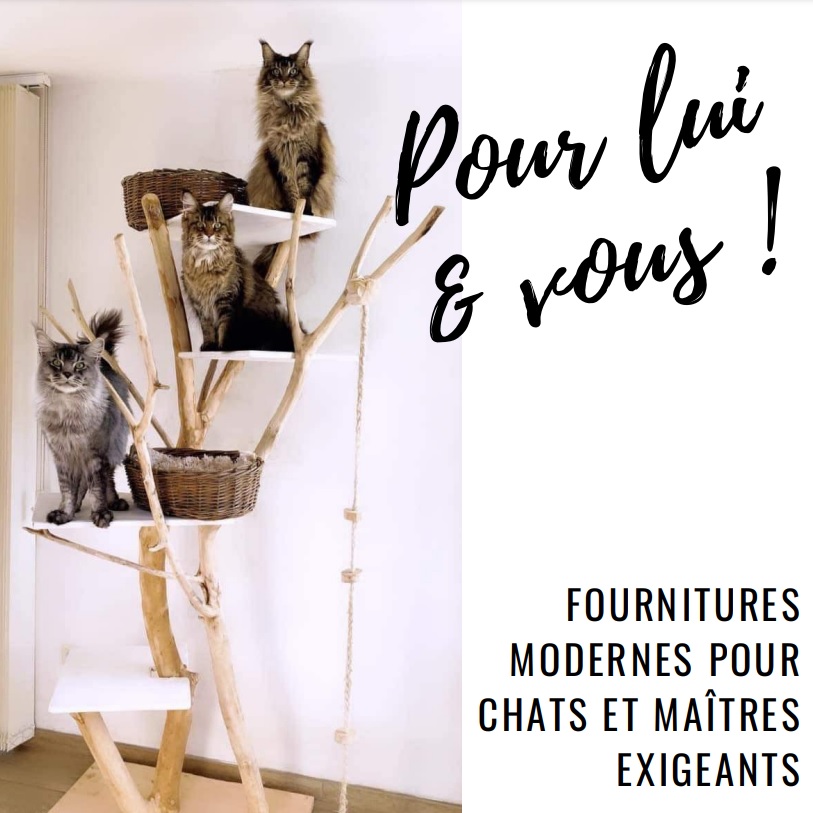 Pour lui
& vous !
FOURNITURES
MODERNES POUR
CHATS ET MAÎTRES
EXIGEANTS